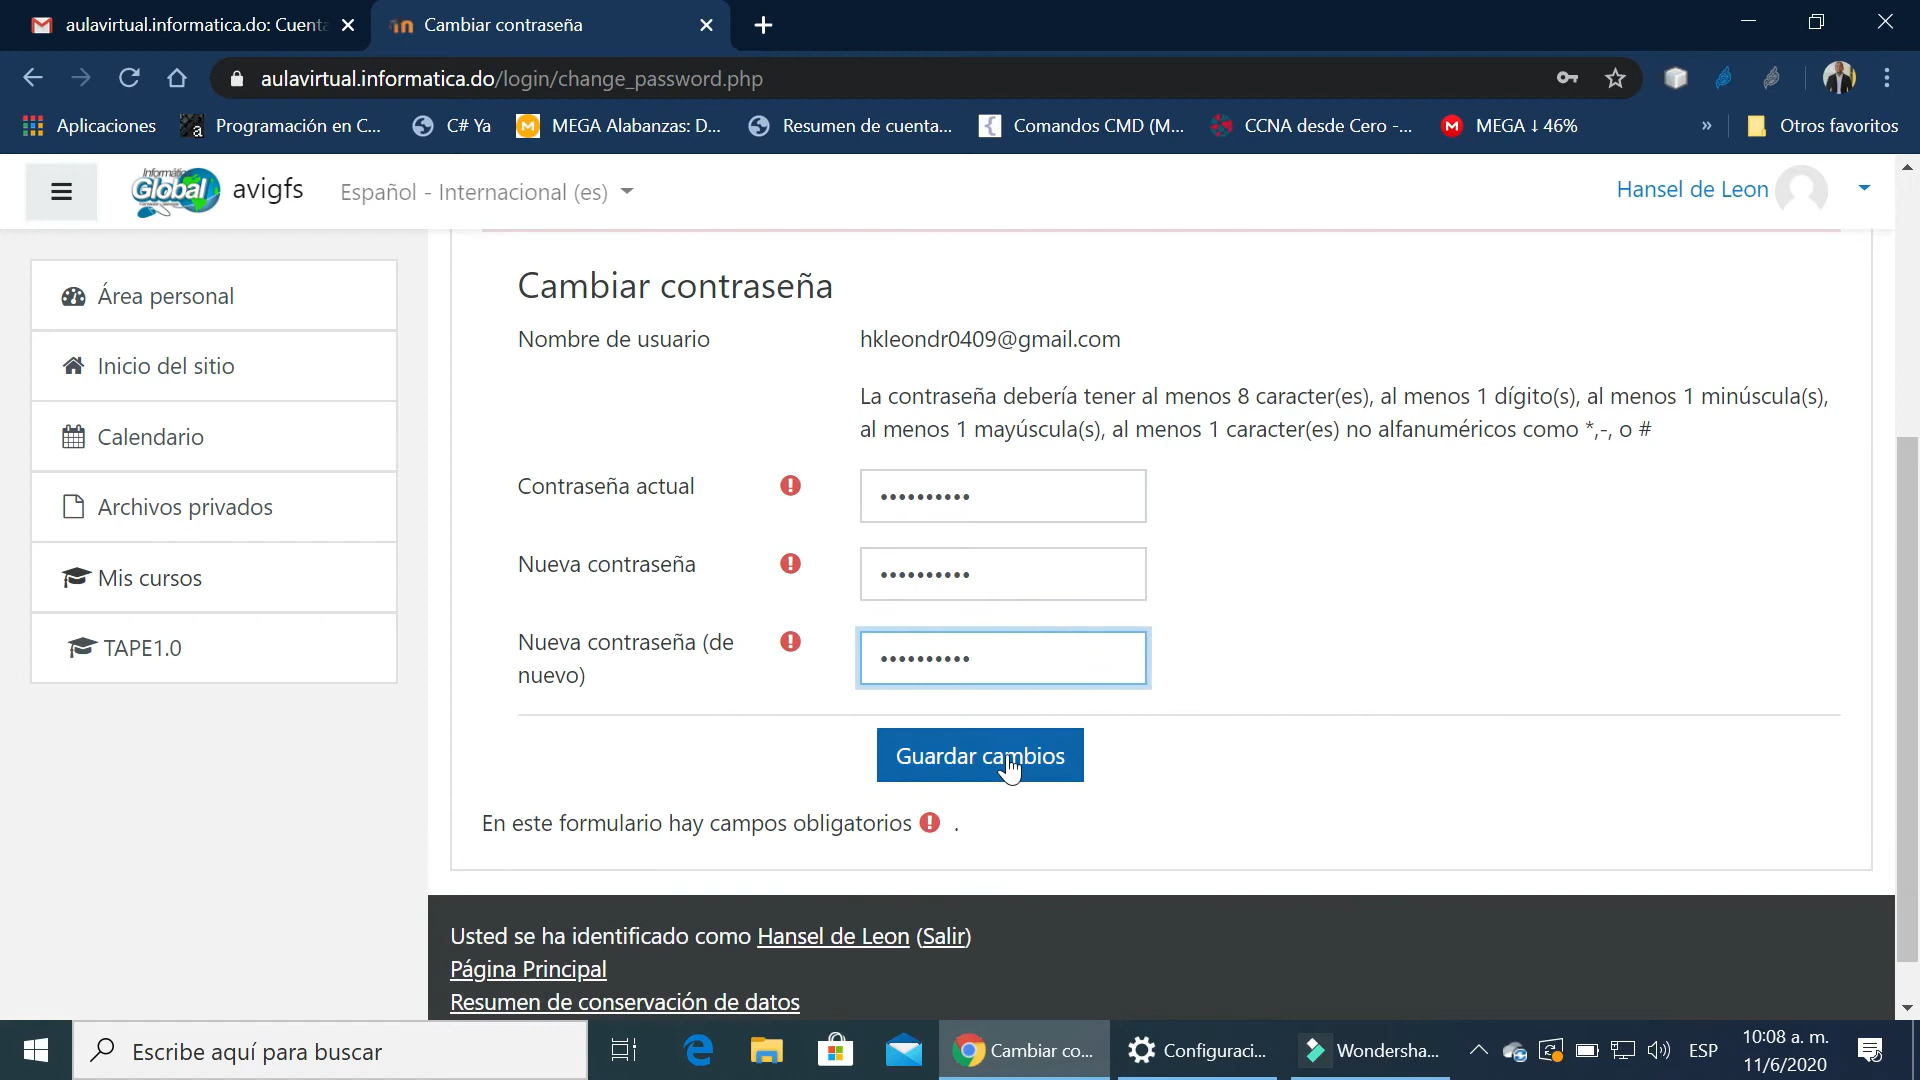 aulavirtual.informatica.do: Cuenta
Cambiar contraseña
aulavirtual.informatica.do/login/change_password.php
Aplicaciones
a
Programación en C...
C# Ya
MEGA Alabanzas: D...
Resumen de cuenta...
Comandos CMD (M...
CCNA desde Cero -...
MEGA ↓ 46%
»
Otros favoritos
Informática
Global
avigfs
Español - Internacional (es)
Hansel de Leon
Área personal
Inicio del sitio
Calendario
Archivos privados
Mis cursos
TAPE1.0
Cambiar contraseña
Nombre de usuario
hkleondr0409@gmail.com
La contraseña debería tener al menos 8 caracter(es), al menos 1 dígito(s), al menos 1 minúscula(s),
al menos 1 mayúscula(s), al menos 1 caracter(es) no alfanuméricos como *,-, o #
Contraseña actual
••••••••••
Nueva contraseña
••••••••••
Nueva contraseña (de
nuevo)
••••••••••
Guardar cambios
En este formulario hay campos obligatorios .
Usted se ha identificado como Hansel de Leon (Salir)
Página Principal
Resumen de conservación de datos
Escribe aquí para buscar
Cambiar co...
Configuraci...
Wondersha...
ESP
10:08 a. m.
11/6/2020